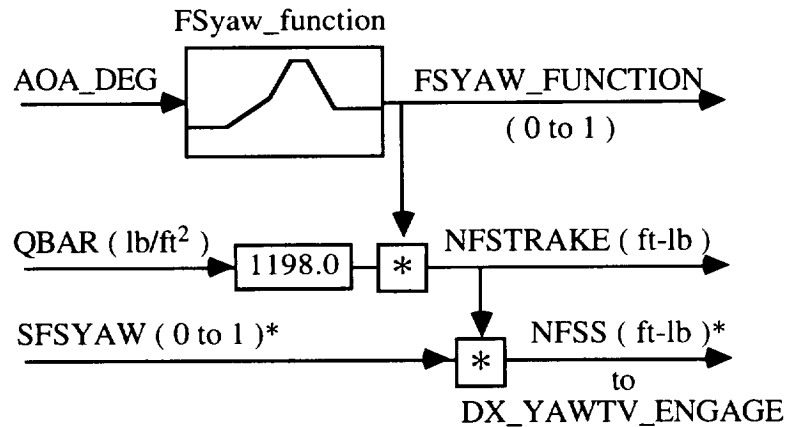 FSyaw_function
AOA_DEG
FSYAW_FUNCTION
( 0 to 1 )
QBAR ( lb/ft² )
1198.0
*
NFSTRAKE ( ft-lb )
SFSYAW ( 0 to 1 )*
*
NFSS ( ft-lb )*
to
DX_YAWTV_ENGAGE